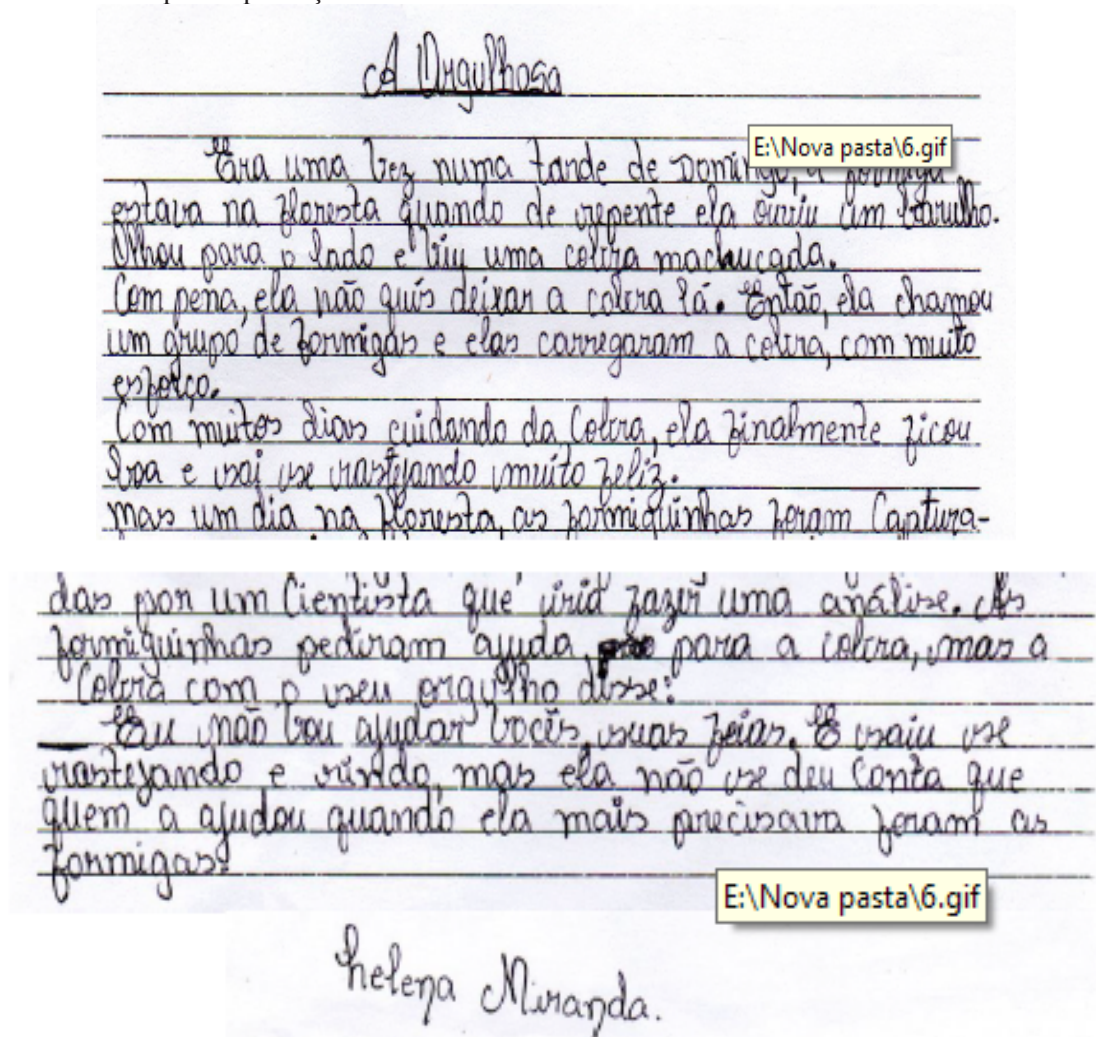 A Orgulhosa
E:\Nova pasta\6.gif
Era uma vez numa tarde de Domingo, a formiga
estava na floresta quando de repente ela ouviu um barulho.
Olhou para o lado e viu uma cobra machucada.
Com pena, ela não quis deixar a cobra lá. Então, ela chamou
um grupo de formigas e elas carregaram a cobra, com muito
esforço.
Com muitos dias cuidando da Cobra, ela finalmente ficou
boa e sai se rastejando muito feliz.
mas um dia na floresta, as formiguinhas foram Captura-
das por um Cientista que iria fazer uma análise. As
formiguinhas pediram ajuda para a cobra, mas a
Cobra com o seu orgulho disse:
— Eu não vou ajudar vocês, suas feias. E saiu se
rastejando e rindo, mas ela não se deu Conta que
quem a ajudou quando ela mais precisava foram as
formigas.
E:\Nova pasta\6.gif
helena Miranda.